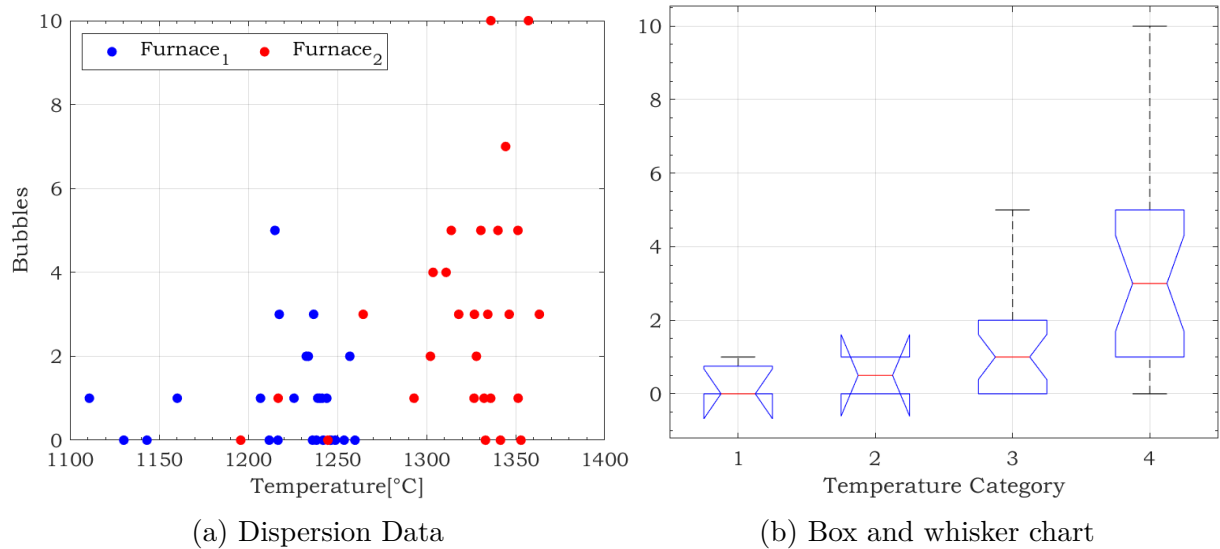 10
8
6
4
2
0
Bubbles
Furnace1 Furnace2
1100 1150 1200 1250 1300 1350 1400
Temperature[°C]
(a) Dispersion Data
10
8
6
4
2
0
1 2 3 4
Temperature Category
(b) Box and whisker chart